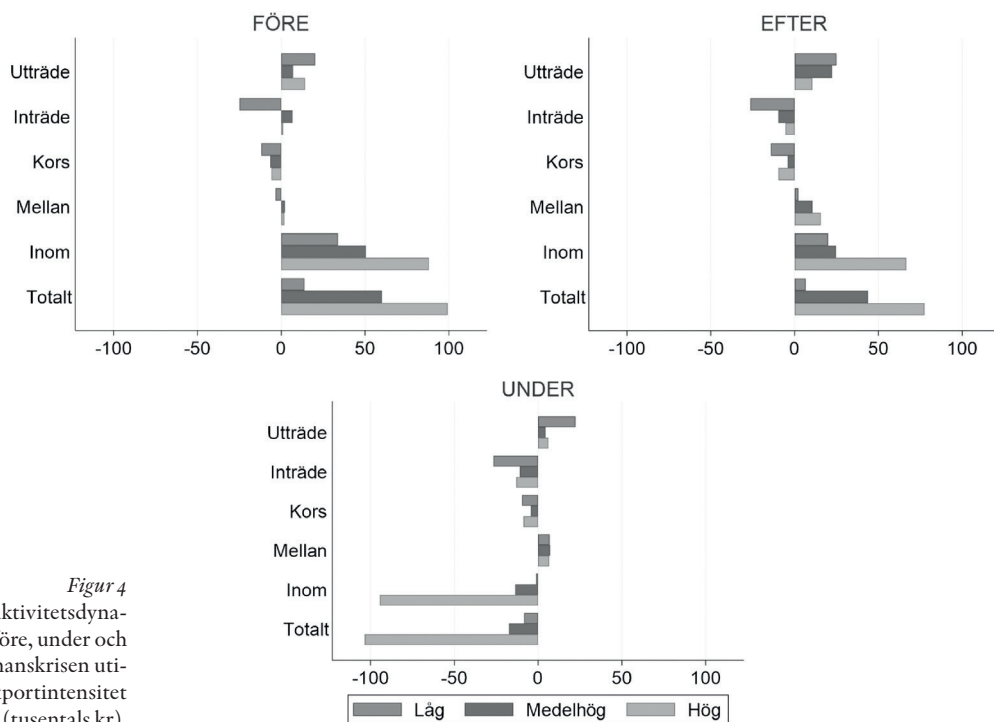 FÖRE
Utträde
Inträde
Kors
Mellan
Inom
Totalt
-100 -50 0 50 100
EFTER
Utträde
Inträde
Kors
Mellan
Inom
Totalt
-100 -50 0 50 100
UNDER
Utträde
Inträde
Kors
Mellan
Inom
Totalt
-100 -50 0 50 100
Låg Medelhög Hög
Figur 4
ktivitetsdyna-
öre, under och
nanskrisen uti-
portintensitet
(tusentals kr)